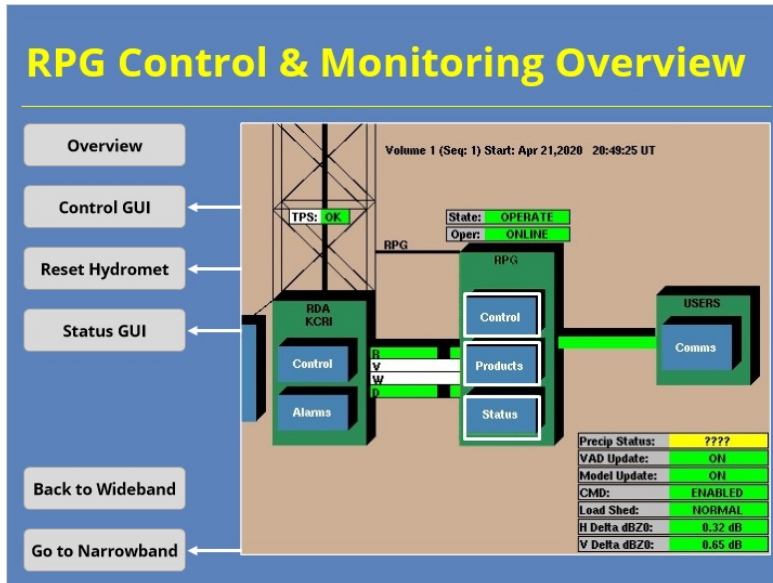 RPG Control & Monitoring Overview
Overview
Control GUI
Reset Hydromet
Status GUI
Back to Wideband
Go to Narrowband
Volume 1 (Seq: 1) Start: Apr 21,2020 20:49:25 UT
TPS: OK
State: OPERATE
Oper: ONLINE
RPG
RPG
RDA
KCRI
Control
Alarms
R
V
W
D
Control
Products
Status
USERS
Comms
Precip Status: ????
VAD Update: ON
Model Update: ON
CMD: ENABLED
Load Shed: NORMAL
H Delta dBZ0: 0.32 dB
V Delta dBZ0: 0.65 dB